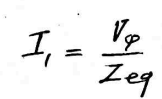 I₁ = Vφ / Zeq